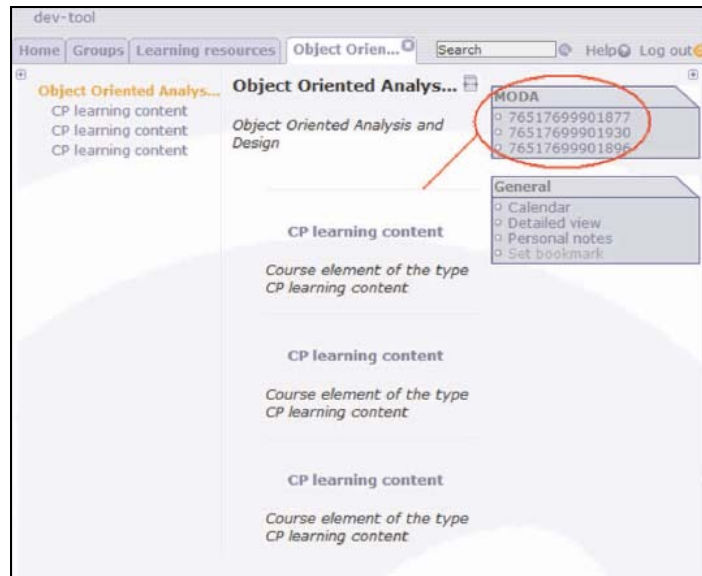 dev-tool
Home Groups Learning resources Object Orien... Search Help Log out
Object Oriented Analys...
CP learning content
CP learning content
CP learning content
Object Oriented Analys...
Object Oriented Analysis and
Design
CP learning content
Course element of the type
CP learning content
CP learning content
Course element of the type
CP learning content
CP learning content
Course element of the type
CP learning content
MODA
76517699901877
76517699901930
76517699901896
General
Calendar
Detailed view
Personal notes
Set bookmark